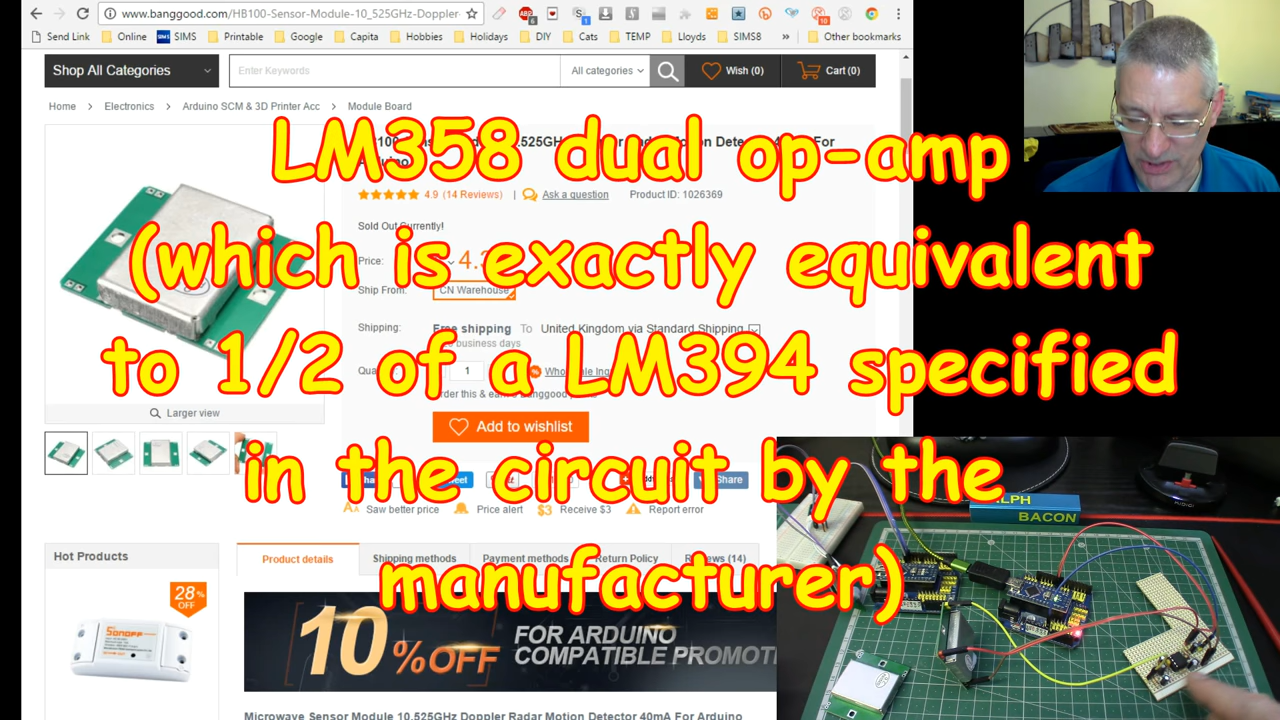 www.banggood.com/HB100-Sensor-Module-10_525GHz-Doppler-
Send Link Online SIMS Printable Google Capita Hobbies Holidays DIY Cats TEMP Lloyds SIMS8 » Other bookmarks
Shop All Categories
Enter Keywords
All categories
Wish (0)
Cart (0)
Home > Electronics > Arduino SCM & 3D Printer Acc > Module Board
LM358 dual op-amp
(which is exactly equivalent
to 1/2 of a LM394 specified
in the circuit by the
manufacturer)
4.9 (14 Reviews) | Ask a question Product ID: 1026369
Sold Out Currently!
Price:
Ship From: CN Warehouse
Shipping: Free shipping To United Kingdom via Standard Shipping
business days
1
Larger view
Add to wishlist
Share
Saw better price Price alert $3 Receive $3 Report error
Hot Products
Product details Shipping methods Payment methods Return Policy (14)
28% OFF
SONOFF
10% OFF FOR ARDUINO
COMPATIBLE PROMOTI
Microwave Sensor Module 10.525GHz Doppler Radar Motion Detector 40mA For Arduino
BACON